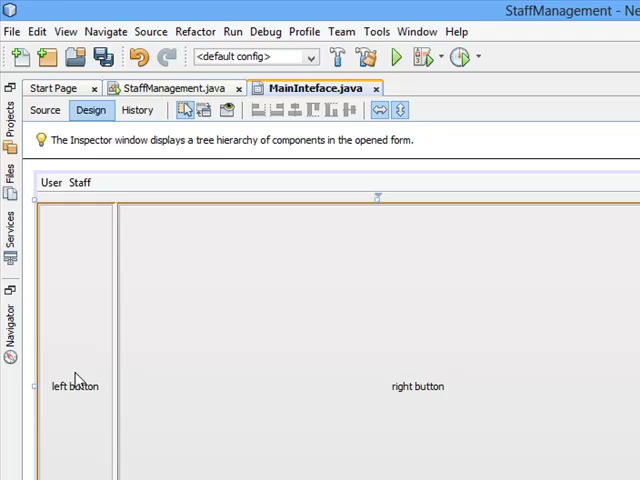 StaffManagement - Ne
File Edit View Navigate Source Refactor Run Debug Profile Team Tools Window Help
<default config>
Start Page StaffManagement.java MainInteface.java
Source Design History
Projects
Files
Services
Navigator
The Inspector window displays a tree hierarchy of components in the opened form.
User Staff
left button right button